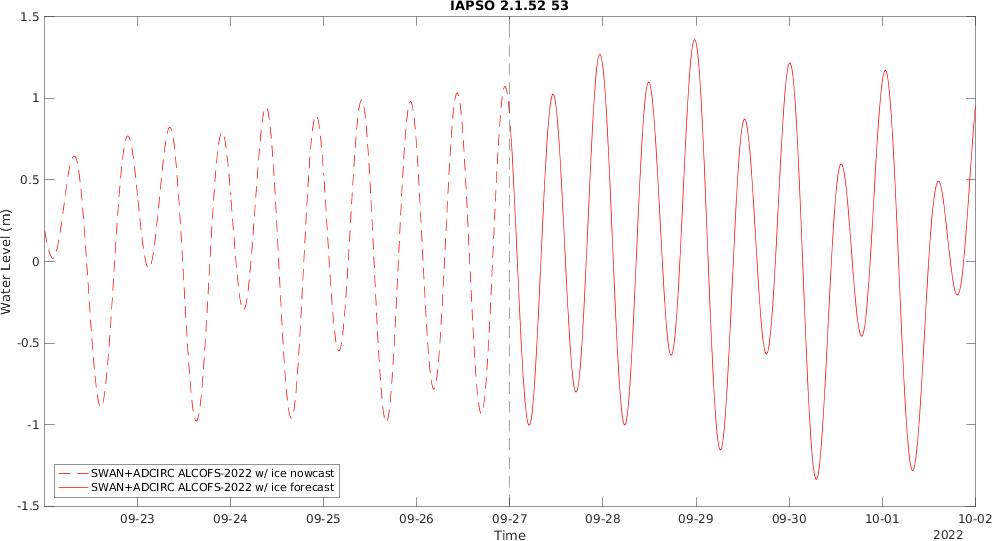 IAPSO 2.1.52 53
1.5
1
0.5
0
-0.5
-1
-1.5
Water Level (m)
SWAN+ADCIRC ALCOFS-2022 w/ ice nowcast
SWAN+ADCIRC ALCOFS-2022 w/ ice forecast
09-23 09-24 09-25 09-26 09-27 09-28 09-29 09-30 10-01 10-02
Time
2022